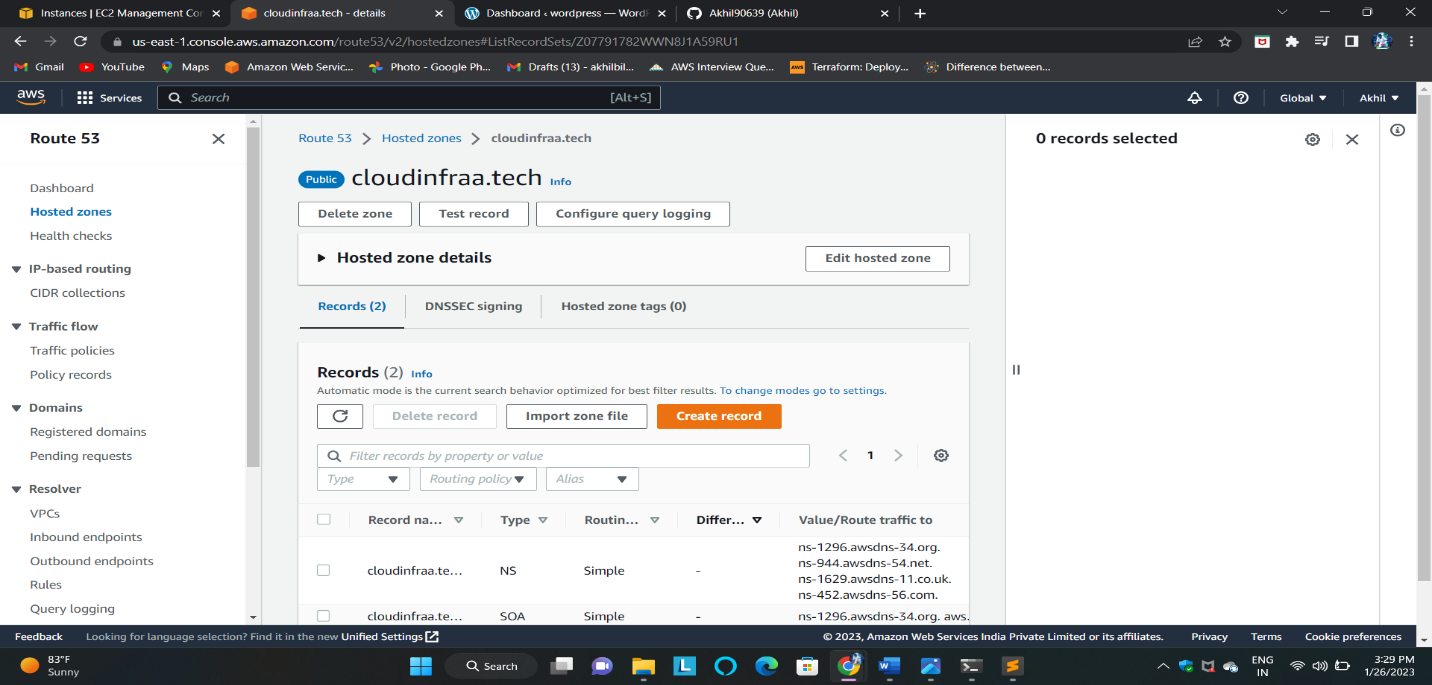 Instances | EC2 Management Con
cloudinfraa.tech - details
Dashboard ‹ wordpress — Word
Akhil90639 (Akhil)
us-east-1.console.aws.amazon.com/route53/v2/hostedzones#ListRecordSets/Z07791782WWN8J1A59RU1
Gmail
YouTube
Maps
Amazon Web Servic...
Photo - Google Ph...
Drafts (13) - akhilbil...
AWS Interview Que...
Terraform: Deploy...
Difference between...
aws
Services
Search
[Alt+S]
Global
Akhil
Route 53
Dashboard
Hosted zones
Health checks
IP-based routing
CIDR collections
Traffic flow
Traffic policies
Policy records
Domains
Registered domains
Pending requests
Resolver
VPCs
Inbound endpoints
Outbound endpoints
Rules
Query logging
Route 53 > Hosted zones > cloudinfraa.tech
Public cloudinfraa.tech Info
Delete zone
Test record
Configure query logging
Hosted zone details
Edit hosted zone
Records (2)
DNSSEC signing
Hosted zone tags (0)
Records (2) Info
Automatic mode is the current search behavior optimized for best filter results. To change modes go to settings.
Delete record
Import zone file
Create record
Filter records by property or value
1
Type
Routing policy
Alias
Record na...
Type
Routin...
Differ...
Value/Route traffic to
cloudinfraa.te...
NS
Simple
-
ns-1296.awsdns-34.org.
ns-944.awsdns-54.net.
ns-1629.awsdns-11.co.uk.
ns-452.awsdns-56.com.
cloudinfraa.te...
SOA
Simple
-
ns-1296.awsdns-34.org. aws.
0 records selected
Feedback
Looking for language selection? Find it in the new Unified Settings
© 2023, Amazon Web Services India Private Limited or its affiliates.
Privacy
Terms
Cookie preferences
83°F
Sunny
Search
ENG
IN
3:29 PM
1/26/2023